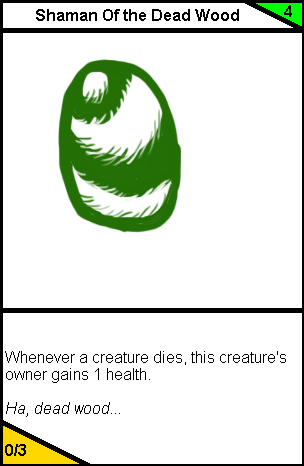 Shaman Of the Dead Wood
4
Whenever a creature dies, this creature's
owner gains 1 health.
Ha, dead wood...
0/3